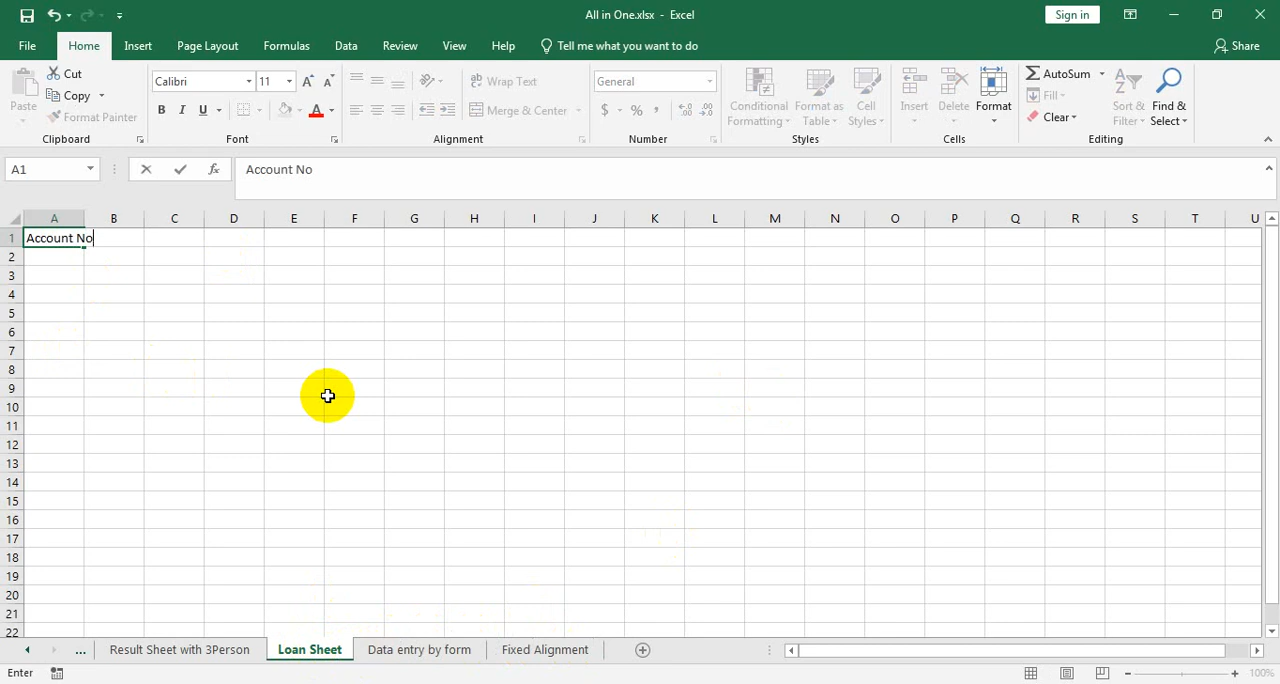 All in One.xlsx - Excel
Sign in
File Home Insert Page Layout Formulas Data Review View Help Tell me what you want to do Share
Paste
Cut
Copy
Format Painter
Clipboard
Calibri 11
B I U A
Font
Wrap Text
Merge & Center
Alignment
General
$ % ,
Number
Conditional Formatting
Format as Table
Cell Styles
Styles
Insert Delete Format
Cells
AutoSum
Fill
Clear
Sort & Filter
Find & Select
Editing
A1 fx Account No
A B C D E F G H I J K L M N O P Q R S T U
1 Account No
2
3
4
5
6
7
8
9
10
11
12
13
14
15
16
17
18
19
20
21
22
... Result Sheet with 3Person Loan Sheet Data entry by form Fixed Alignment
Enter 100%